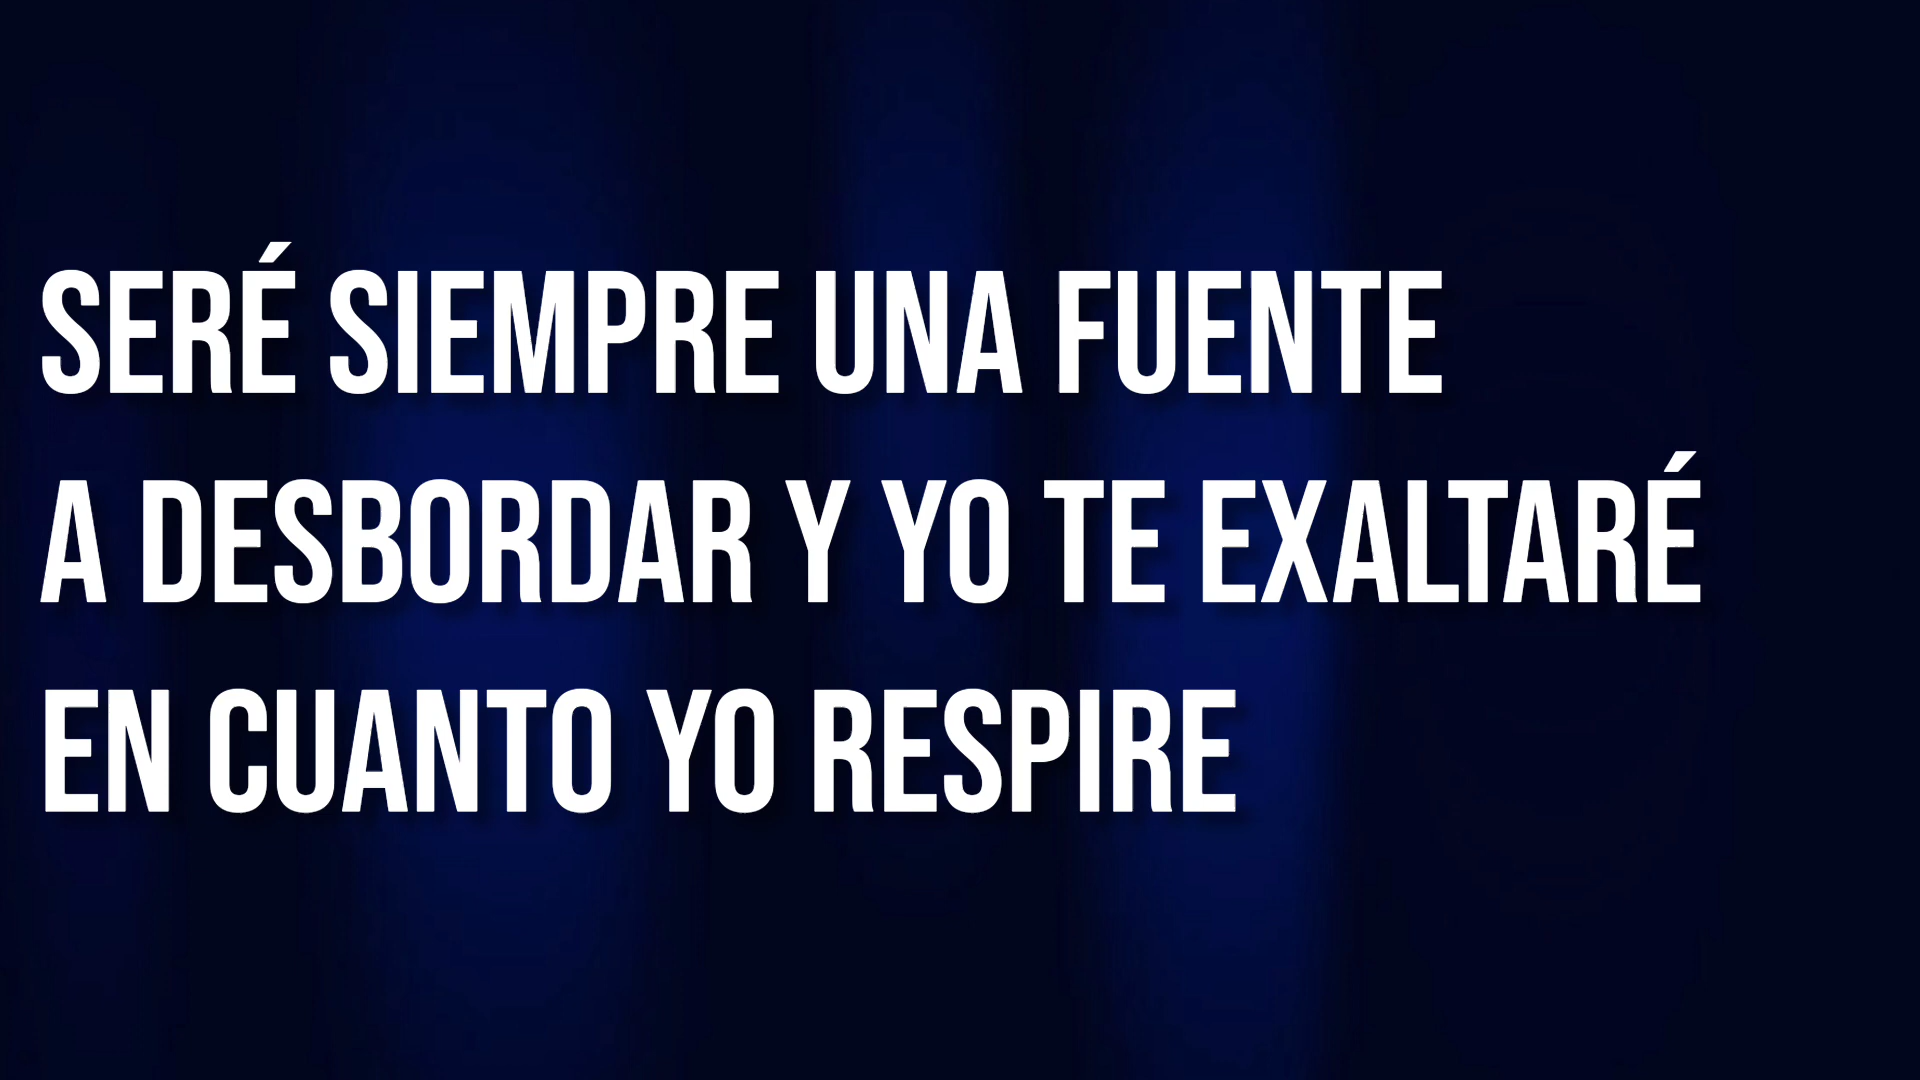 SERÉ SIEMPRE UNA FUENTE
A DESBORDAR Y YO TE EXALTARÉ
EN CUANTO YO RESPIRE